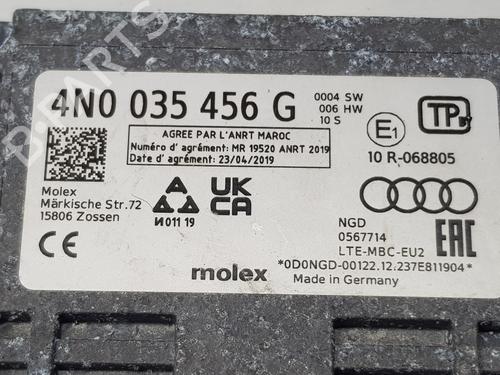 4N0 035 456 G
0004 SW
006 HW
10 S
TP
AGREE PAR L'ANRT MAROC
Numéro d' agrément: MR 19520 ANRT 2019
Date d' agrément: 23/04/2019
E1
10 R-068805
Molex
Märkische Str.72
15806 Zossen
И 011 19
UK
CA
CE
molex
NGD
0567714
LTE-MBC-EU2
EAC
*0D0NGD-00122.12.237E811904*
Made in Germany
B-PARTS